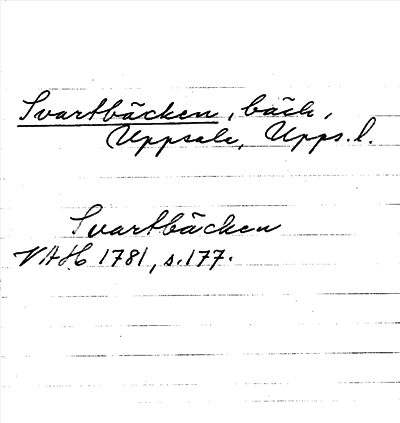 Svartbäcken, bäck,
Uppsala, Upps. l.
Svartbäcken
VAH 1781, s. 177.